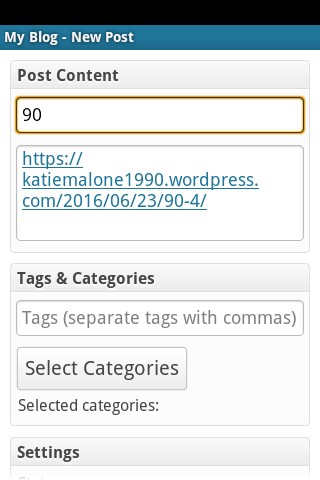 My Blog - New Post
Post Content
90
https://
katiemalone1990.wordpress.
com/2016/06/23/90-4/
Tags & Categories
Tags (separate tags with commas)
Select Categories
Selected categories:
Settings